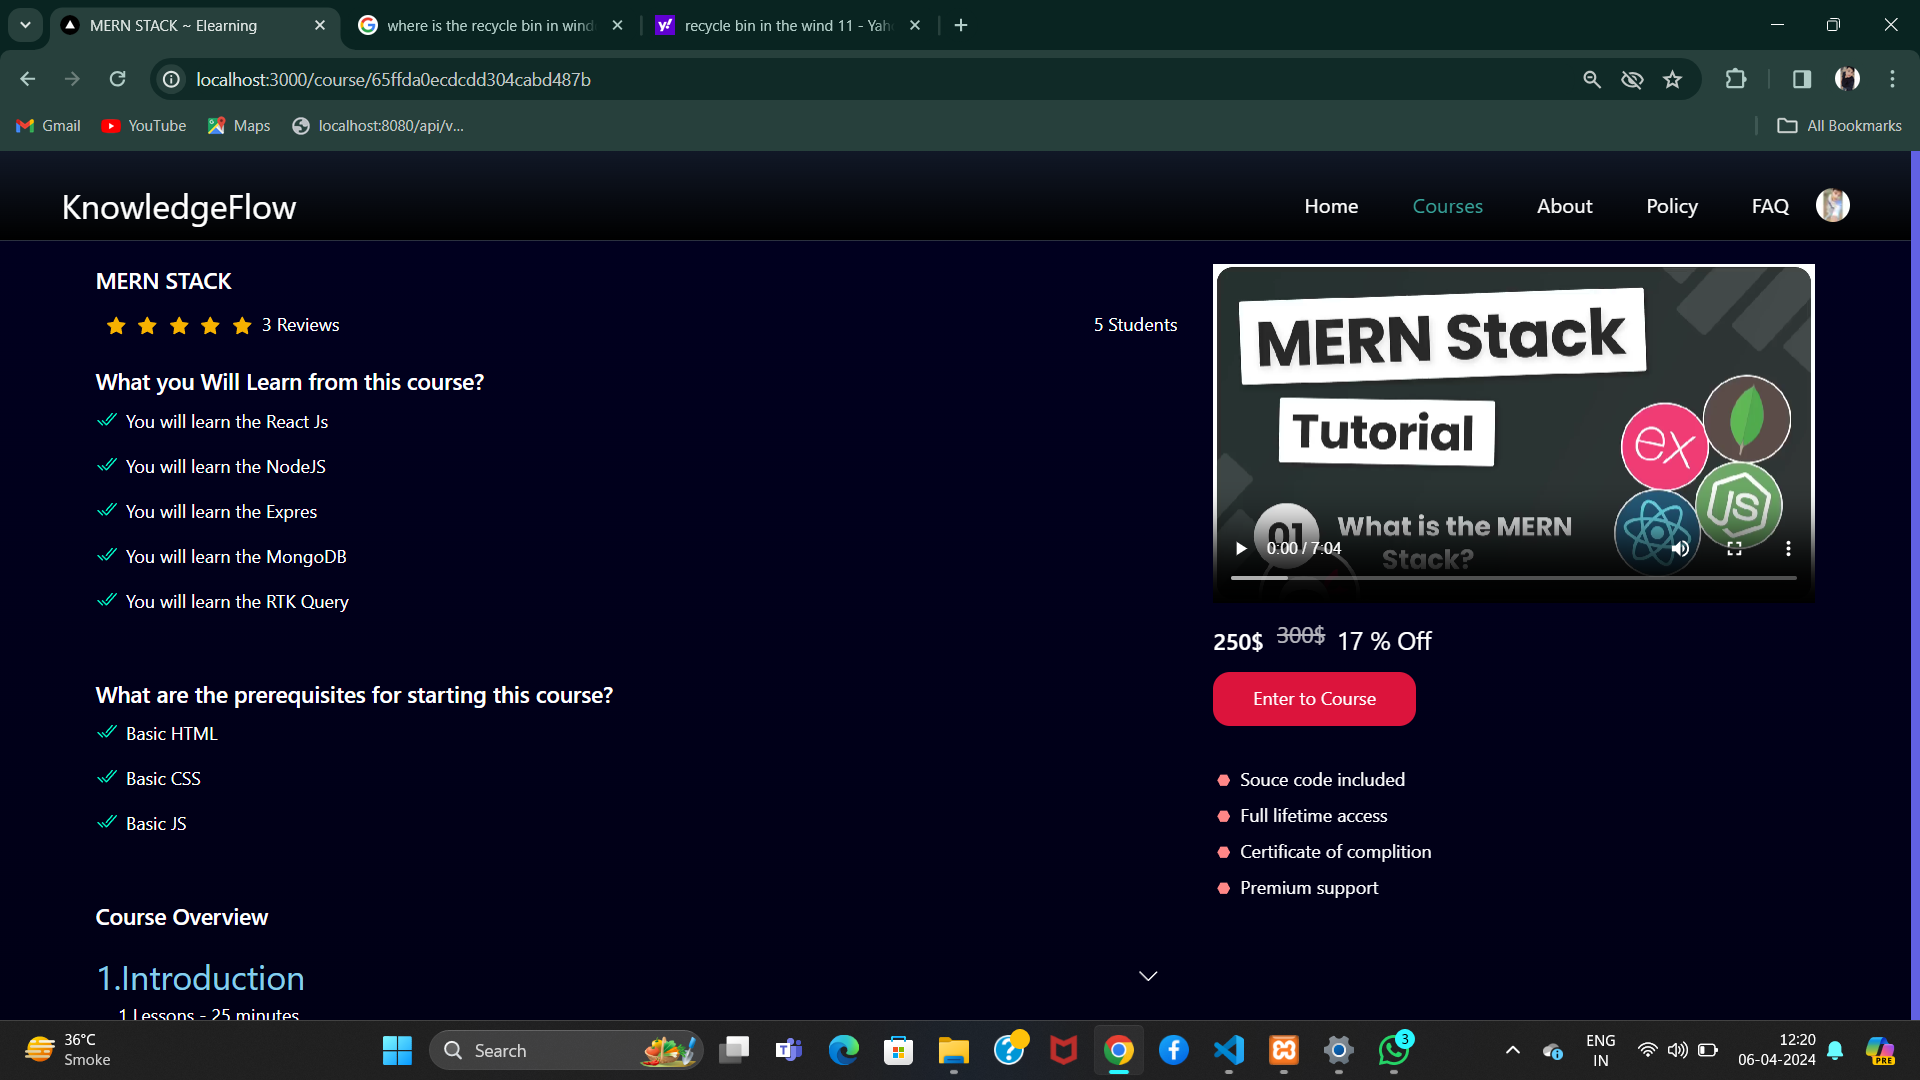 MERN STACK ~ Elearning
where is the recycle bin in wind
recycle bin in the wind 11 - Yah
localhost:3000/course/65ffda0ecdcdd304cabd487b
Gmail
YouTube
Maps
localhost:8080/api/v...
All Bookmarks
KnowledgeFlow
Home
Courses
About
Policy
FAQ
MERN STACK
3 Reviews
5 Students
What you Will Learn from this course?
You will learn the React Js
You will learn the NodeJS
You will learn the Expres
You will learn the MongoDB
You will learn the RTK Query
What are the prerequisites for starting this course?
Basic HTML
Basic CSS
Basic JS
Course Overview
1.Introduction
1 Lessons - 25 minutes
MERN Stack
Tutorial
ex
JS
01
What is the MERN
Stack?
0:00 / 7:04
250$ 300$ 17 % Off
Enter to Course
Souce code included
Full lifetime access
Certificate of complition
Premium support
36°C
Smoke
Search
3
ENG
IN
12:20
06-04-2024
PRE